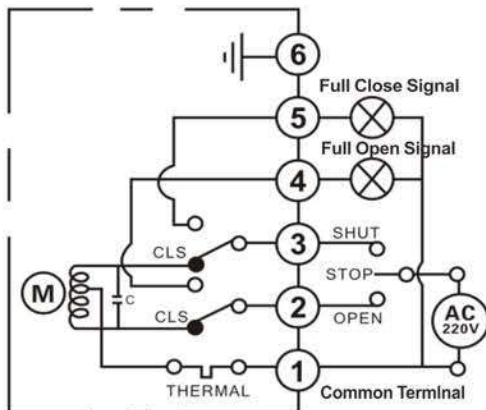 6
Full Close Signal
5
Full Open Signal
4
CLS
3
SHUT
STOP
M
C
AC
220V
CLS
2
OPEN
1
THERMAL
Common Terminal